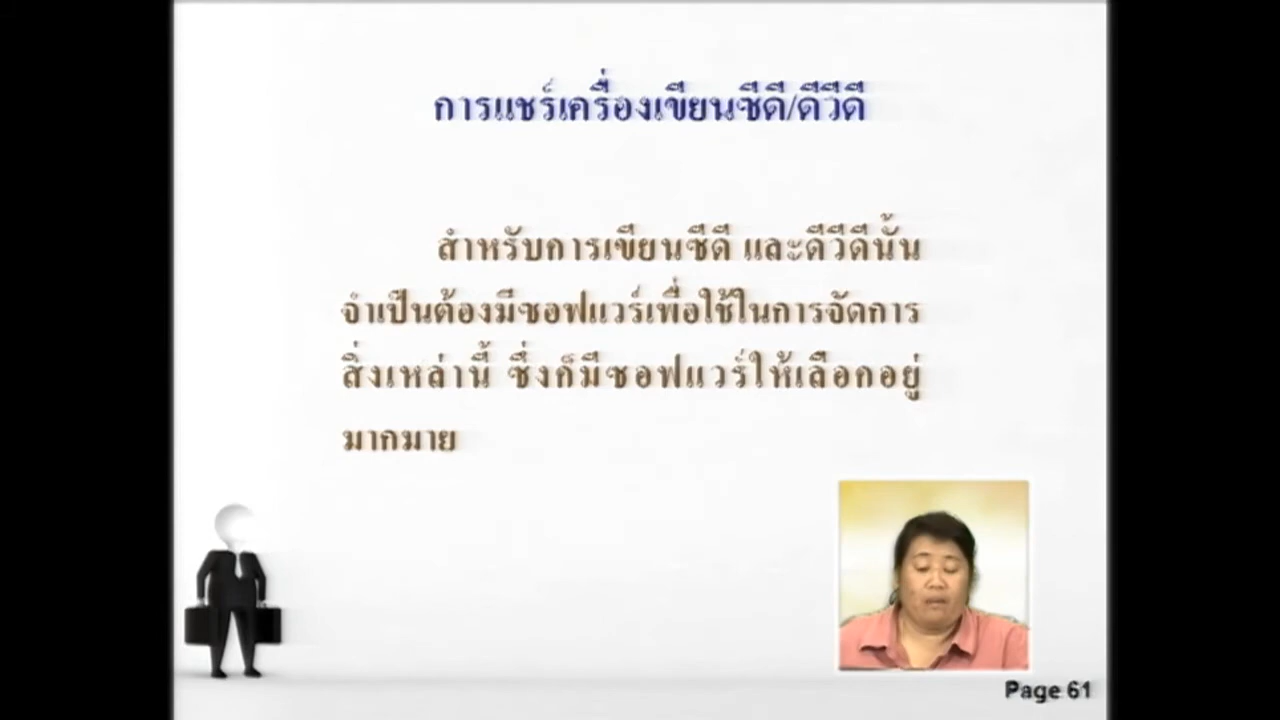 การแชร์เครื่องเขียนซีดี/ดีวีดี
สำหรับการเขียนซีดี และดีวีดีนั้น
จำเป็นต้องมีซอฟแวร์เพื่อใช้ในการจัดการ
สิ่งเหล่านี้ ซึ่งก็มีซอฟแวร์ให้เลือกอยู่
มากมาย
Page 61